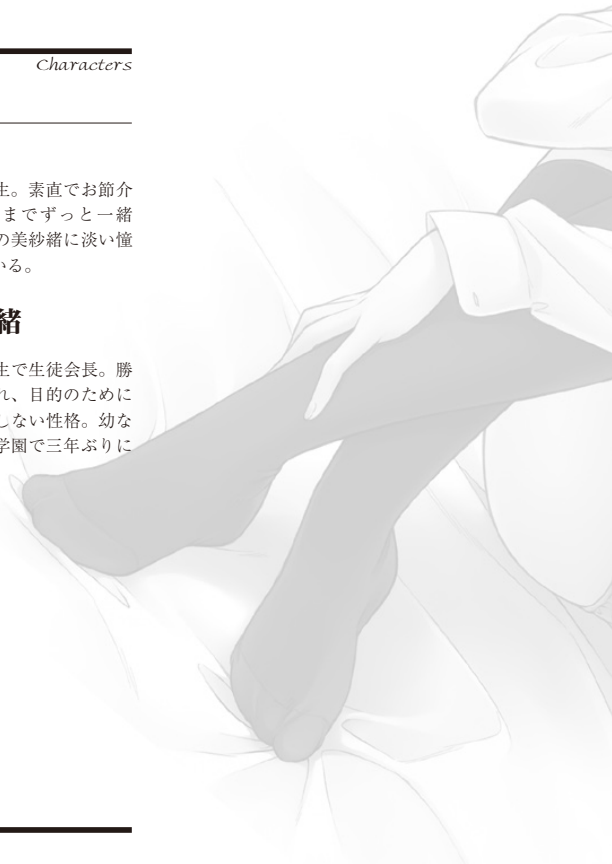 Characters
生。素直でお節介
までずっと一緒
の美紗緒に淡い憧
いる。
緒
生で生徒会長。勝
れ、目的のために
しない性格。幼な
学園で三年ぶりに